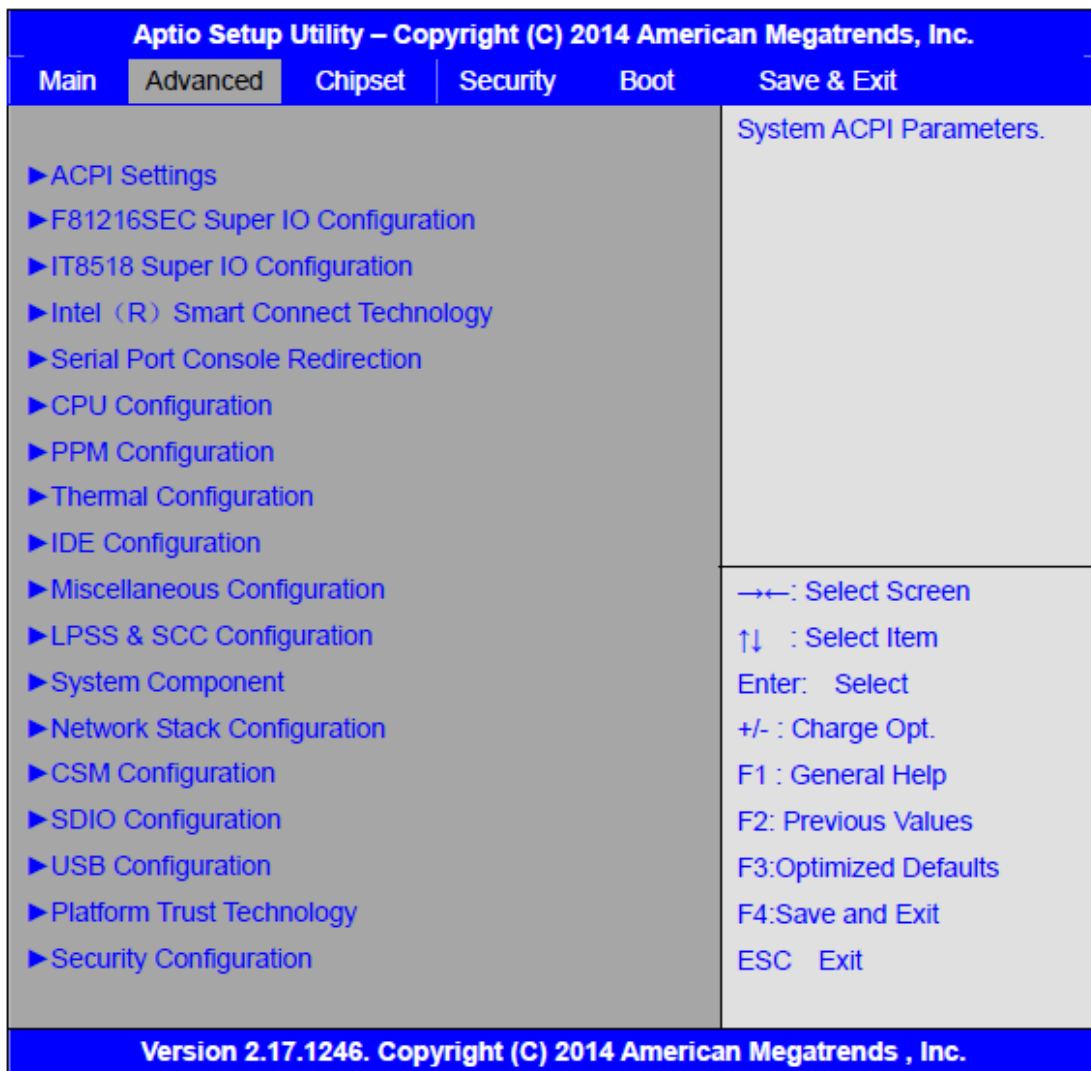 Aptio Setup Utility – Copyright (C) 2014 American Megatrends, Inc.
Main Advanced Chipset Security Boot Save & Exit
System ACPI Parameters.
►ACPI Settings
►F81216SEC Super IO Configuration
►IT8518 Super IO Configuration
►Intel（R）Smart Connect Technology
►Serial Port Console Redirection
►CPU Configuration
►PPM Configuration
►Thermal Configuration
►IDE Configuration
►Miscellaneous Configuration
►LPSS & SCC Configuration
►System Component
►Network Stack Configuration
►CSM Configuration
►SDIO Configuration
►USB Configuration
►Platform Trust Technology
►Security Configuration
→←: Select Screen
↑↓ : Select Item
Enter: Select
+/- : Charge Opt.
F1 : General Help
F2: Previous Values
F3:Optimized Defaults
F4:Save and Exit
ESC Exit
Version 2.17.1246. Copyright (C) 2014 American Megatrends , Inc.